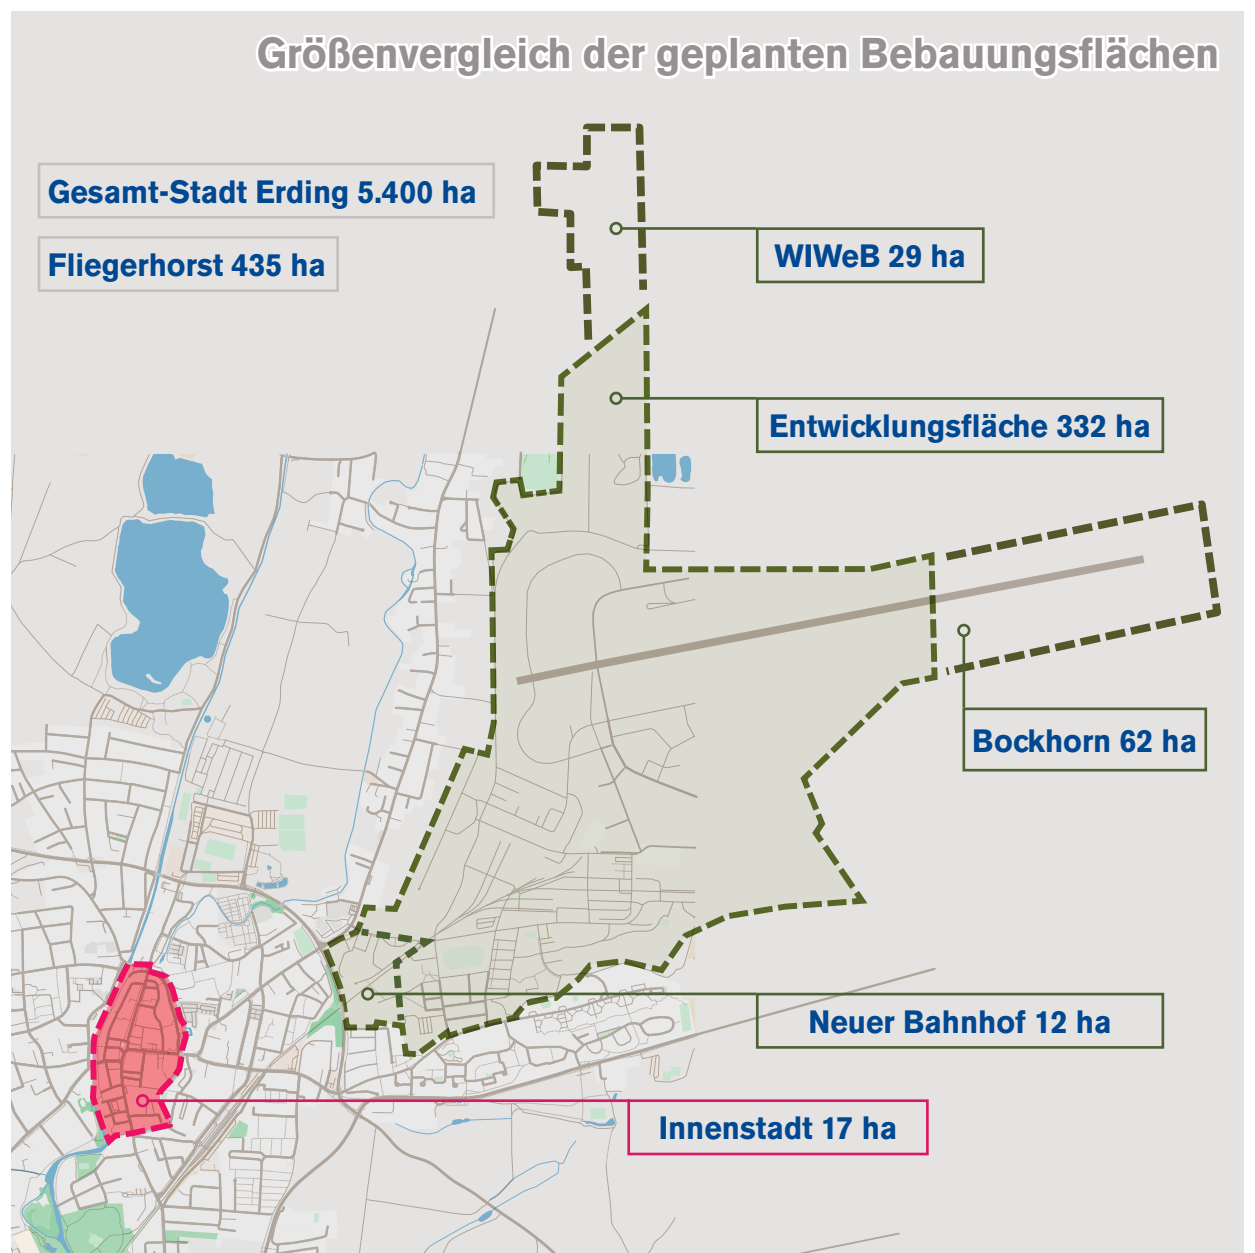 Größenvergleich der geplanten Bebauungsflächen
Gesamt-Stadt Erding 5.400 ha
Fliegerhorst 435 ha
WIWeB 29 ha
Entwicklungsfläche 332 ha
Bockhorn 62 ha
Neuer Bahnhof 12 ha
Innenstadt 17 ha